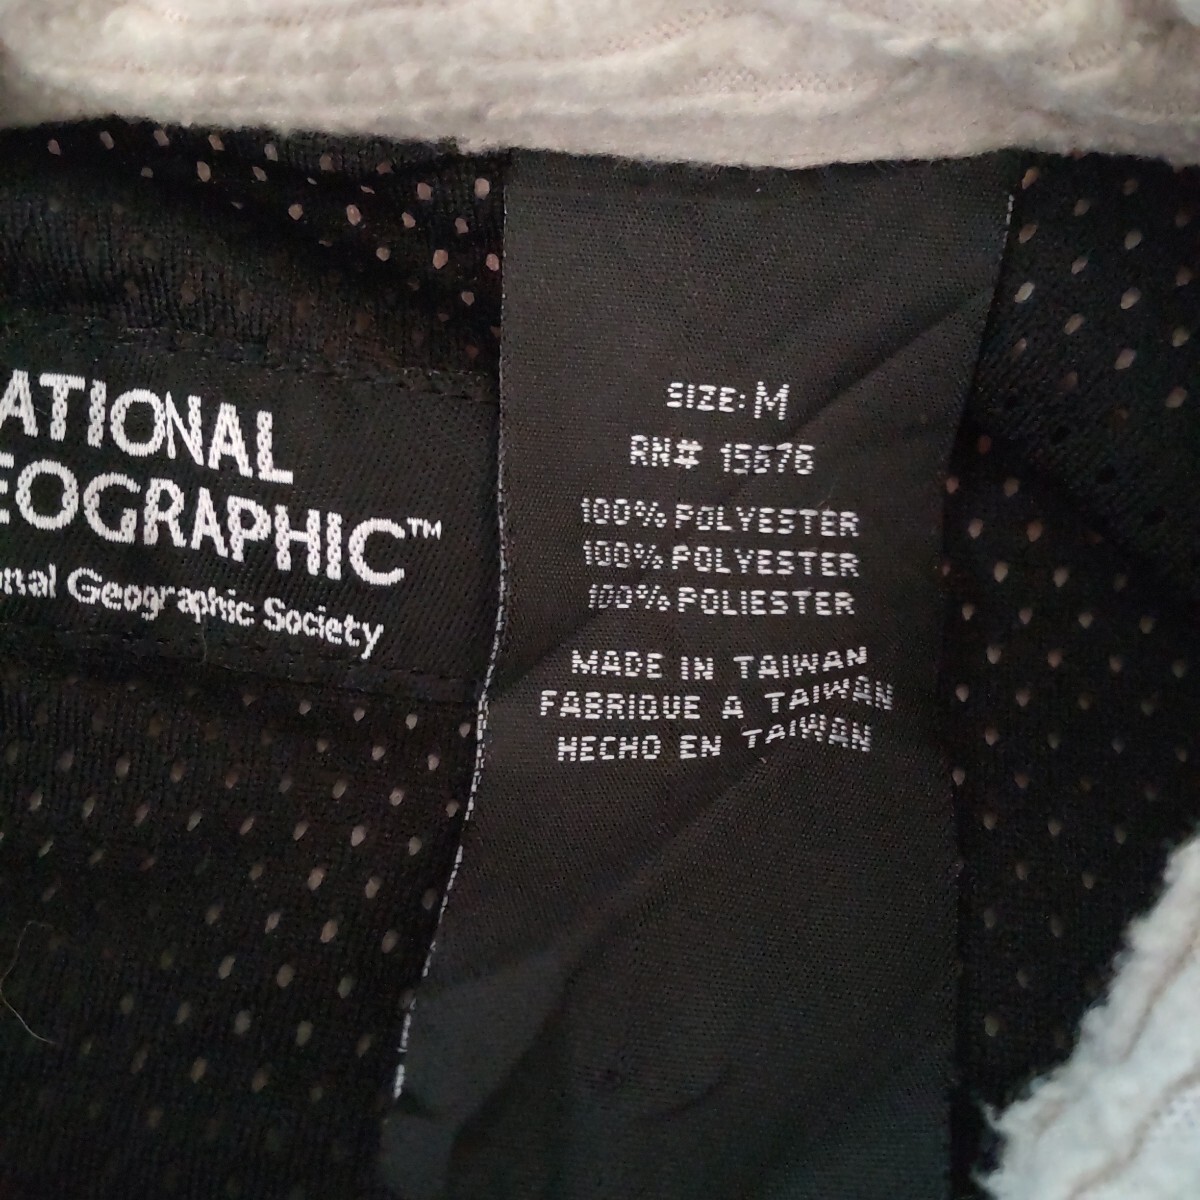 ATIONAL
EOGRAPHIC™
nal Geographic Society
SIZE: M
RN# 15676
100% POLYESTER
100% POLYESTER
100% POLIESTER
MADE IN TAIWAN
FABRIQUE A TAIWAN
HECHO EN TAIWAN